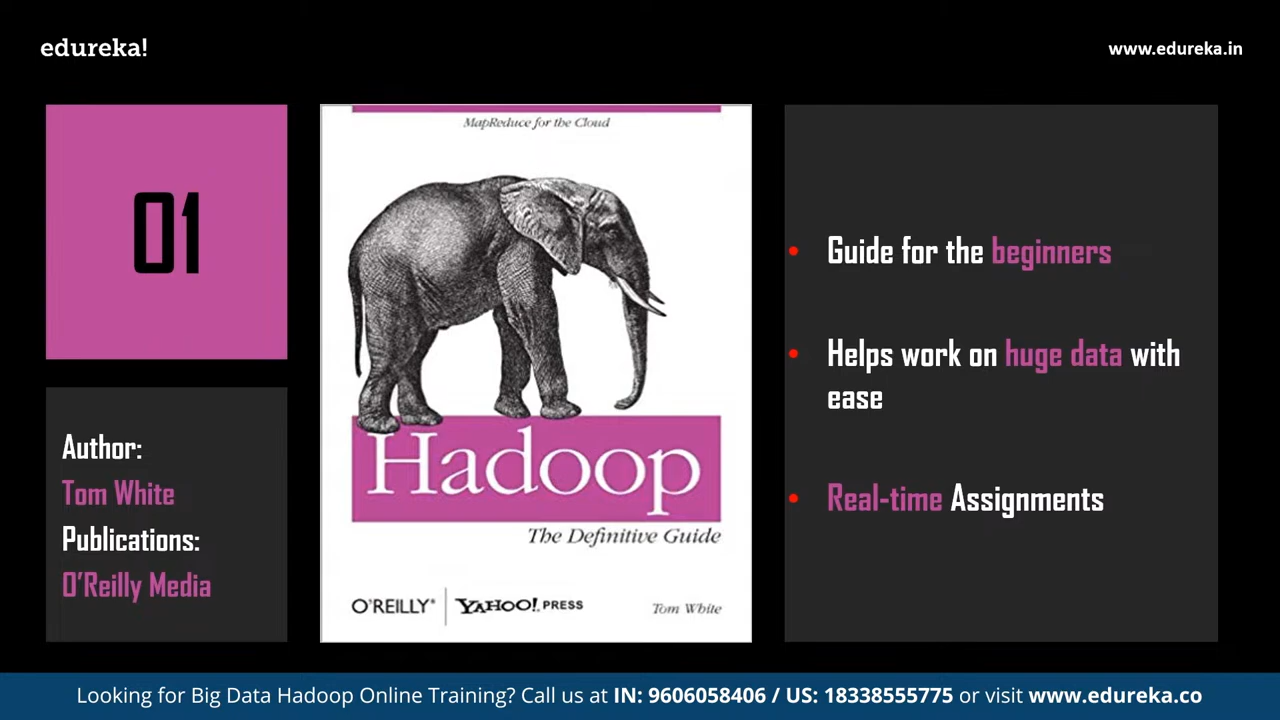 edureka!
www.edureka.in
01
Author:
Tom White
Publications:
O'Reilly Media
MapReduce for the Cloud
Hadoop
The Definitive Guide
O'REILLY® YAHOO! PRESS
Tom White
• Guide for the beginners
• Helps work on huge data with
ease
• Real-time Assignments
Looking for Big Data Hadoop Online Training? Call us at IN: 9606058406 / US: 18338555775 or visit www.edureka.co